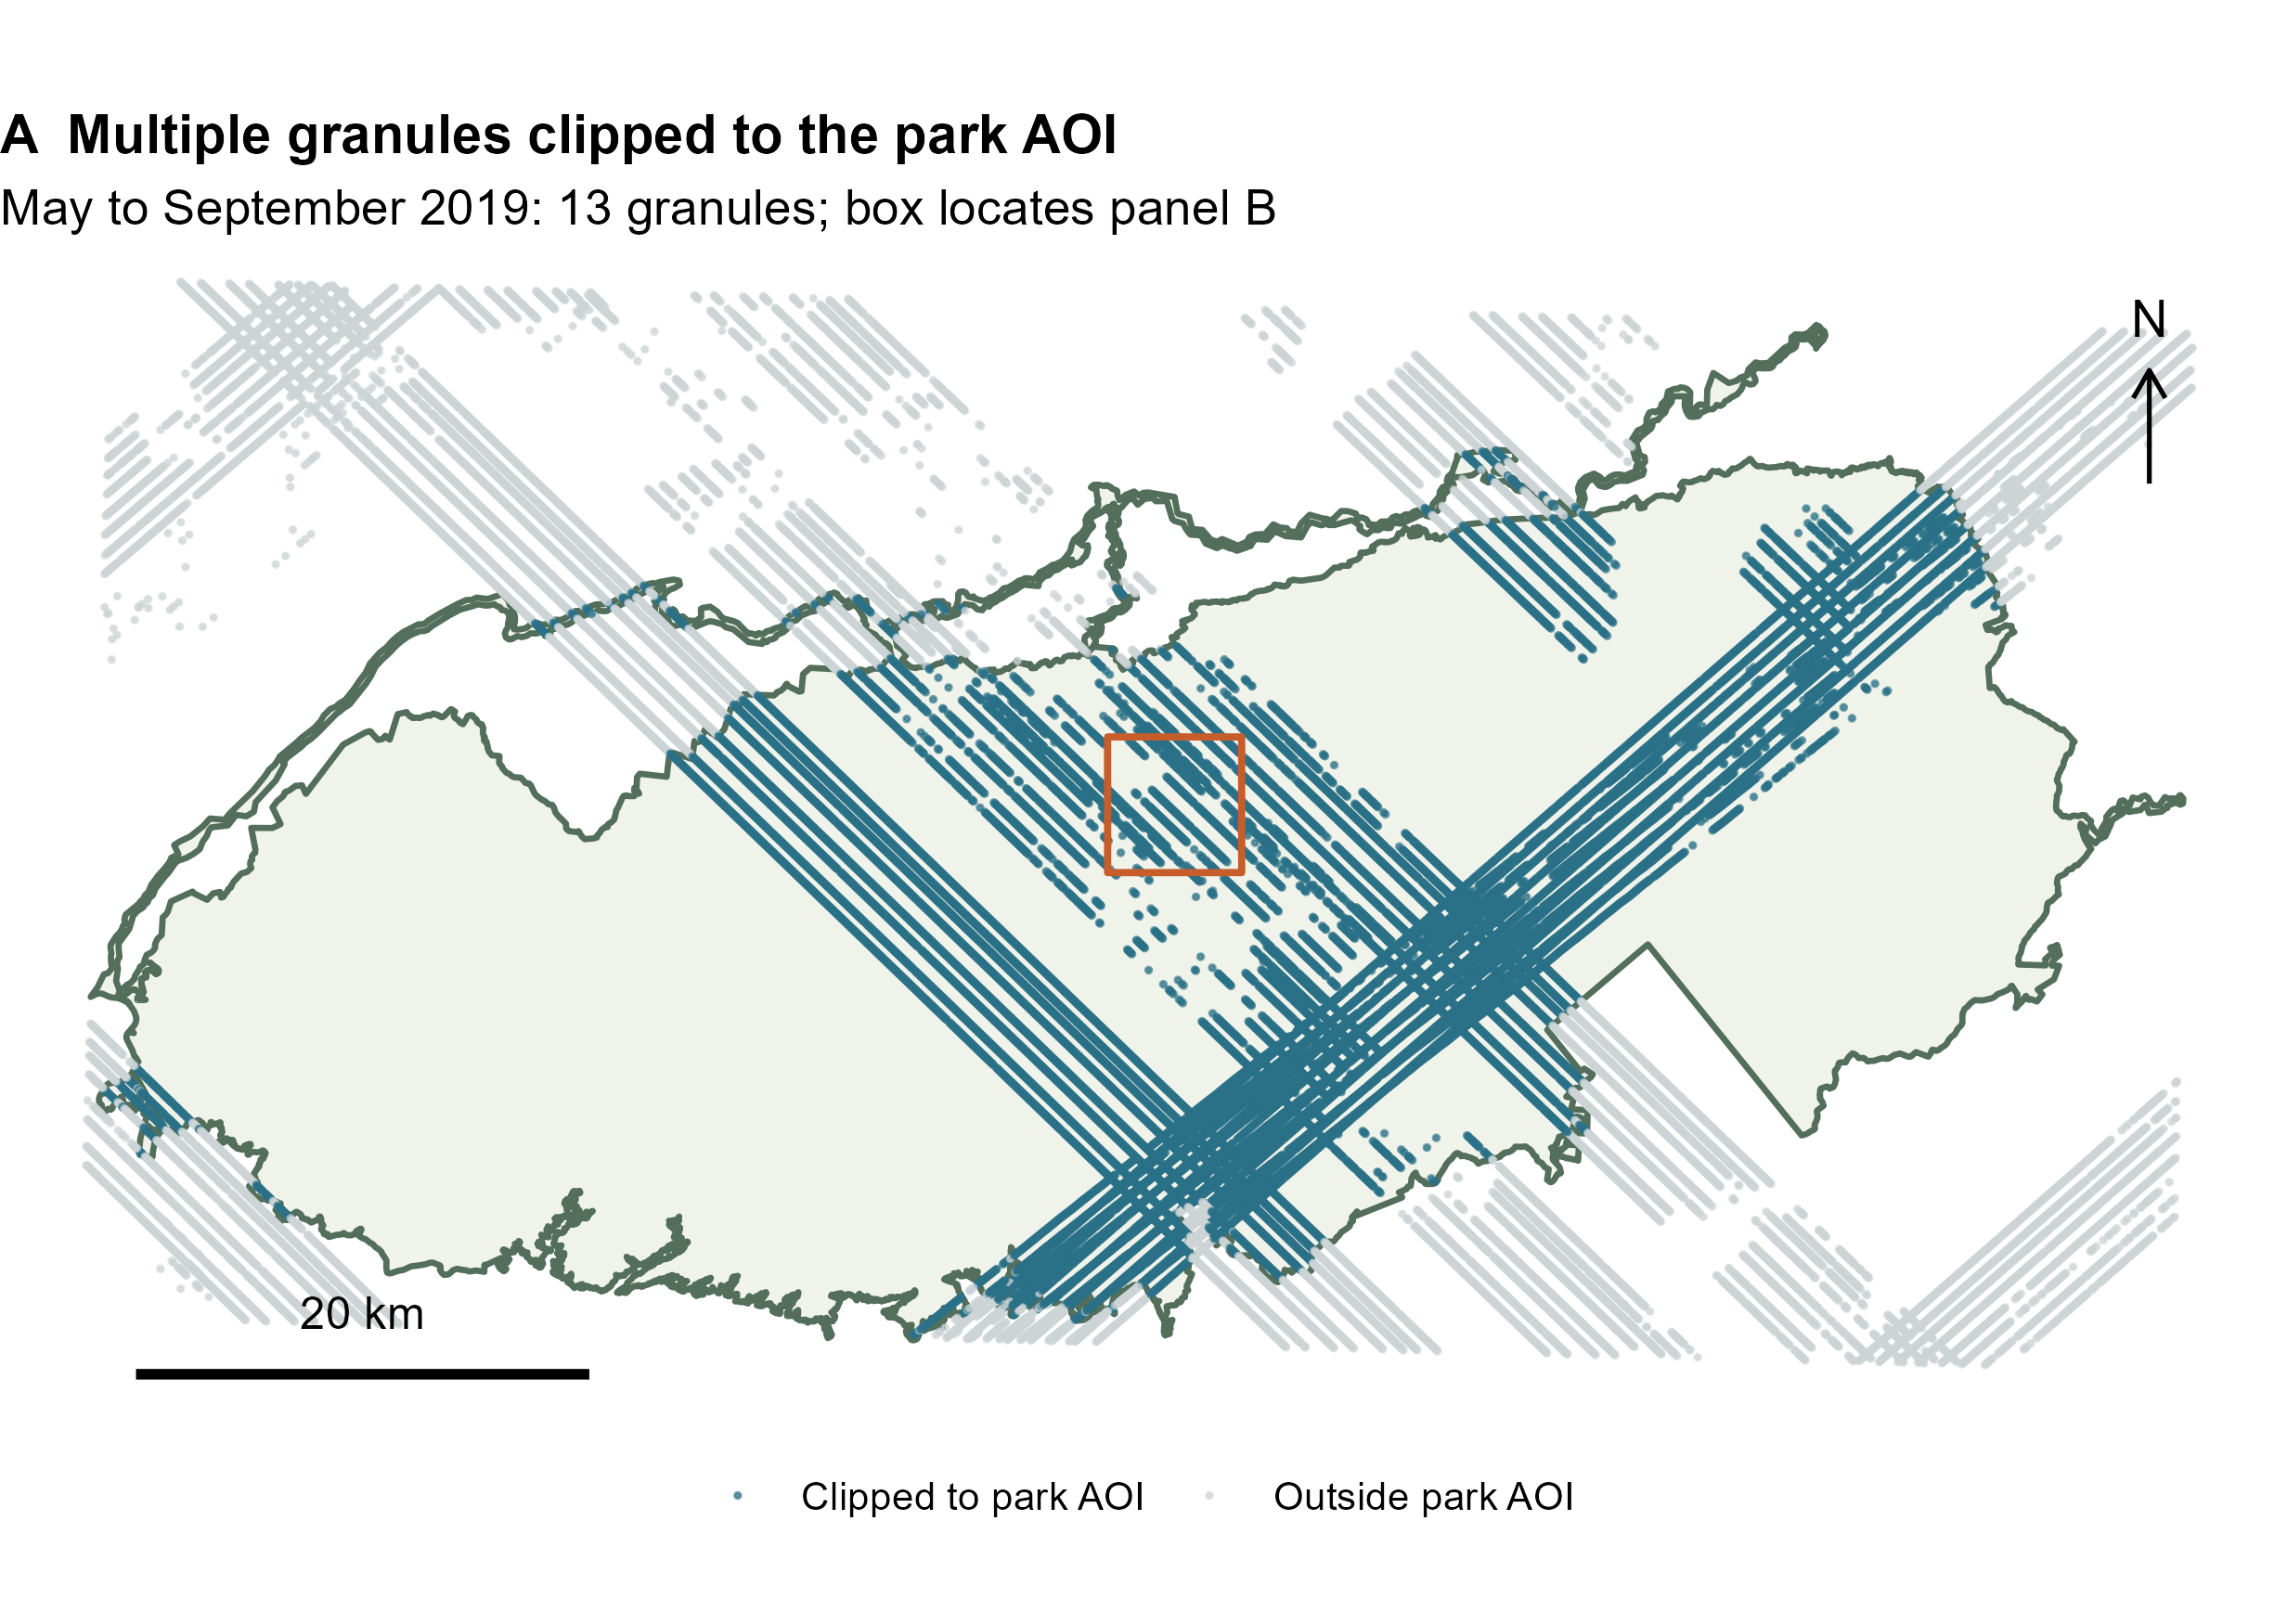 A Multiple granules clipped to the park AOI
May to September 2019: 13 granules; box locates panel B
N
20 km
Clipped to park AOI
Outside park AOI